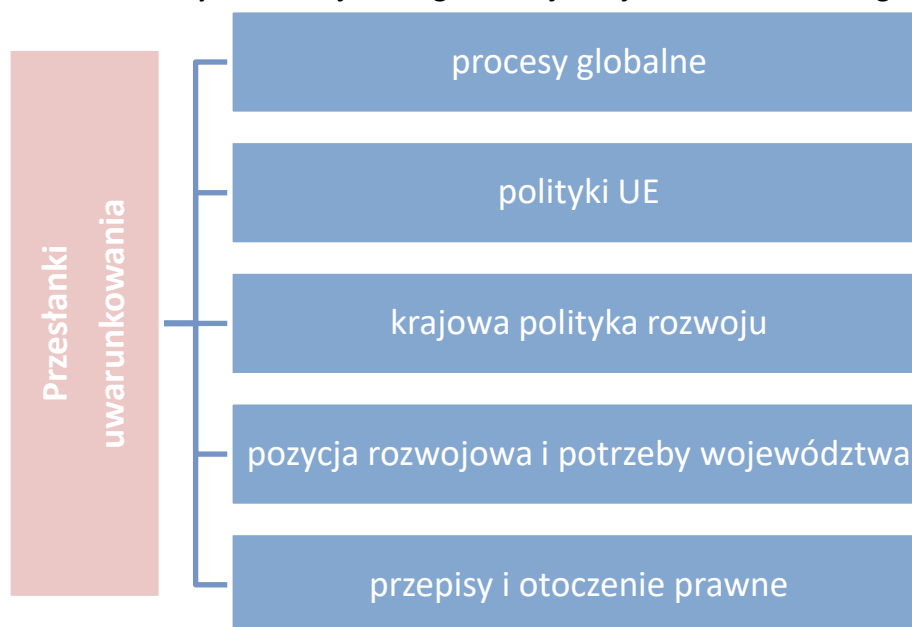 Przesłanki
uwarunkowania
procesy globalne
polityki UE
krajowa polityka rozwoju
pozycja rozwojowa i potrzeby województwa
przepisy i otoczenie prawne